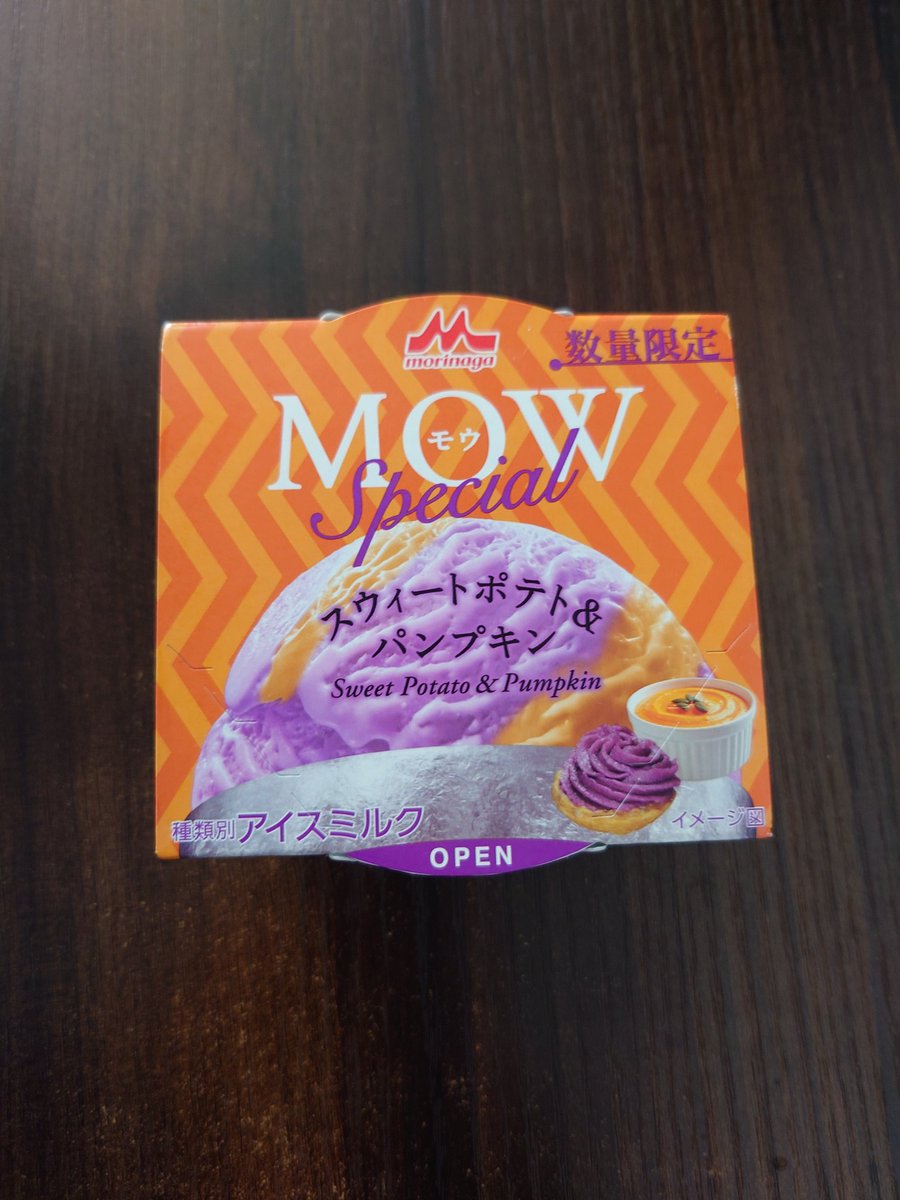 morinaga
数量限定
MOW
モウ
Special
スウィートポテト&
パンプキン
Sweet Potato & Pumpkin
種類別アイスミルク
イメージ図
OPEN